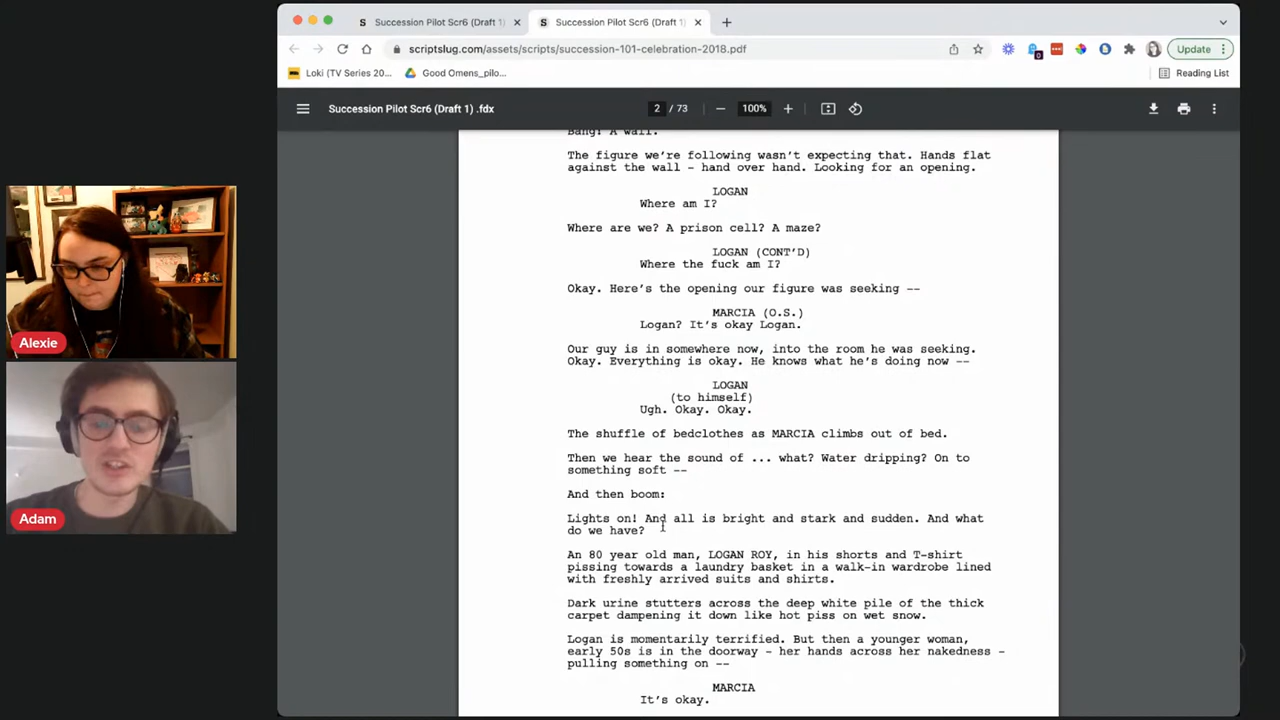 Succession Pilot Scr6 (Draft 1)
Succession Pilot Scr6 (Draft 1)
scriptslug.com/assets/scripts/succession-101-celebration-2018.pdf
Update
Loki (TV Series 20...
Good Omens_pilo...
Reading List
Succession Pilot Scr6 (Draft 1) .fdx
2 / 73
100%
Bang! A wall.
The figure we're following wasn't expecting that. Hands flat
against the wall - hand over hand. Looking for an opening.
LOGAN
Where am I?
Where are we? A prison cell? A maze?
LOGAN (CONT'D)
Where the fuck am I?
Okay. Here's the opening our figure was seeking --
MARCIA (O.S.)
Logan? It's okay Logan.
Our guy is in somewhere now, into the room he was seeking.
Okay. Everything is okay. He knows what he's doing now --
LOGAN
(to himself)
Ugh. Okay. Okay.
The shuffle of bedclothes as MARCIA climbs out of bed.
Then we hear the sound of ... what? Water dripping? On to
something soft --
And then boom:
Lights on! And all is bright and stark and sudden. And what
do we have?
An 80 year old man, LOGAN ROY, in his shorts and T-shirt
pissing towards a laundry basket in a walk-in wardrobe lined
with freshly arrived suits and shirts.
Dark urine stutters across the deep white pile of the thick
carpet dampening it down like hot piss on wet snow.
Logan is momentarily terrified. But then a younger woman,
early 50s is in the doorway - her hands across her nakedness -
pulling something on --
MARCIA
It's okay.
Alexie
Adam